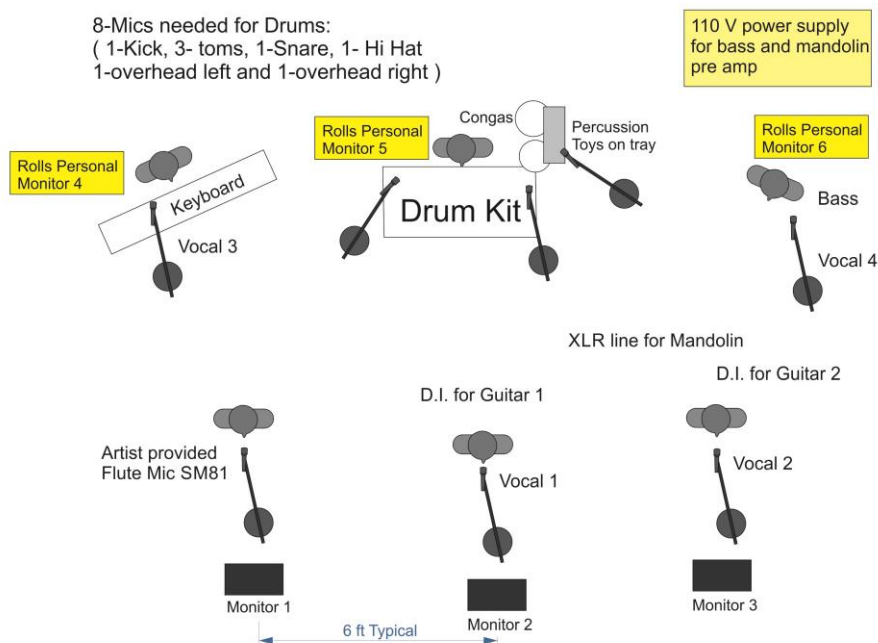 8-Mics needed for Drums:
( 1-Kick, 3- toms, 1-Snare, 1- Hi Hat
1-overhead left and 1-overhead right )
110 V power supply
for bass and mandolin
pre amp
Rolls Personal
Monitor 4
Keyboard
Vocal 3
Rolls Personal
Monitor 5
Congas
Percussion
Toys on tray
Drum Kit
Rolls Personal
Monitor 6
Bass
Vocal 4
XLR line for Mandolin
D.I. for Guitar 2
D.I. for Guitar 1
Artist provided
Flute Mic SM81
Vocal 1
Vocal 2
Monitor 1
Monitor 2
Monitor 3
6 ft Typical